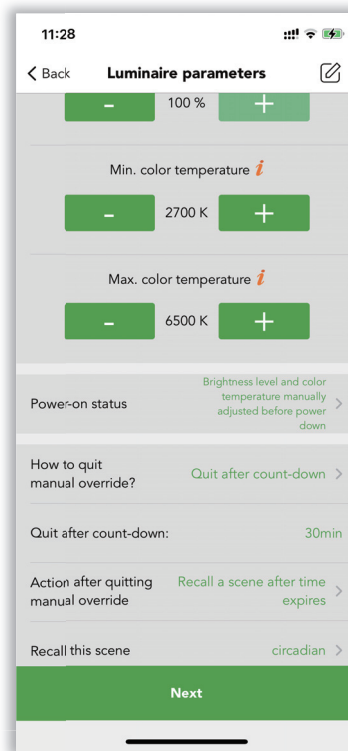 11:28
Back Luminaire parameters
- 100 % +
Min. color temperature i
- 2700 K +
Max. color temperature i
- 6500 K +
Power-on status
Brightness level and color
temperature manually
adjusted before power
down
How to quit
manual override?
Quit after count-down
Quit after count-down: 30min
Action after quitting
manual override
Recall a scene after time
expires
Recall this scene circadian
Next